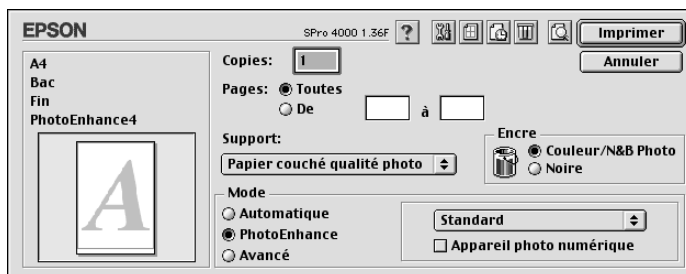 EPSON
SPro 4000 1.36F
?
Imprimer
Annuler
A4
Bac
Fin
PhotoEnhance4
A
Copies: 1
Pages: Toutes
De à
Support:
Papier couché qualité photo
Encre
Couleur/N&B Photo
Noire
Mode
Automatique
PhotoEnhance
Avancé
Standard
Appareil photo numérique